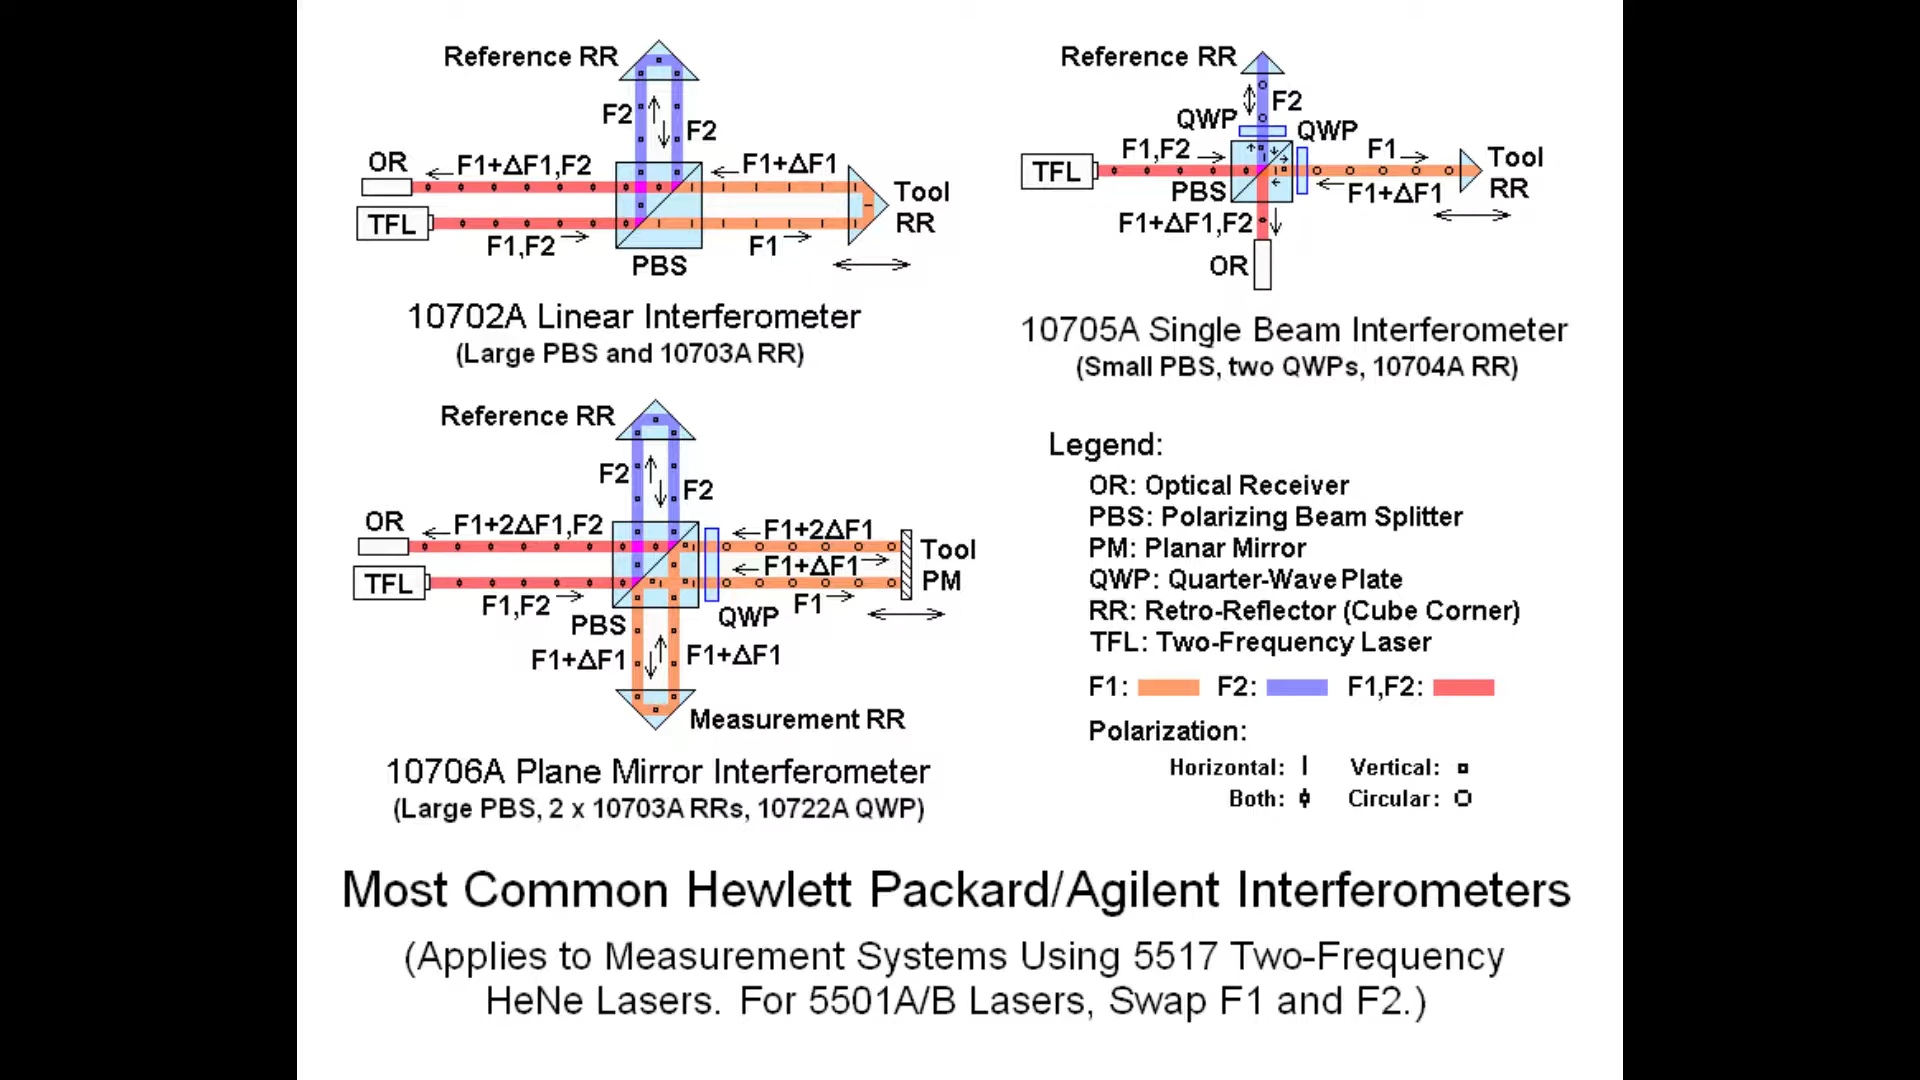 Reference RR
F2
F2
OR
F1+ΔF1,F2
F1+ΔF1
Tool
RR
TFL
F1,F2
F1
PBS
10702A Linear Interferometer
(Large PBS and 10703A RR)
Reference RR
F2
QWP
QWP
F1,F2
F1
TFL
Tool
RR
PBS
F1+ΔF1
F1+ΔF1,F2
OR
10705A Single Beam Interferometer
(Small PBS, two QWPs, 10704A RR)
Reference RR
F2
F2
OR
F1+2ΔF1,F2
F1+2ΔF1
Tool
PM
F1+ΔF1
TFL
F1,F2
F1
PBS
QWP
F1+ΔF1
F1+ΔF1
Measurement RR
10706A Plane Mirror Interferometer
(Large PBS, 2 x 10703A RRs, 10722A QWP)
Legend:
OR: Optical Receiver
PBS: Polarizing Beam Splitter
PM: Planar Mirror
QWP: Quarter-Wave Plate
RR: Retro-Reflector (Cube Corner)
TFL: Two-Frequency Laser
F1: F2: F1,F2:
Polarization:
Horizontal: Vertical:
Both: Circular:
Most Common Hewlett Packard/Agilent Interferometers
(Applies to Measurement Systems Using 5517 Two-Frequency
HeNe Lasers. For 5501A/B Lasers, Swap F1 and F2.)